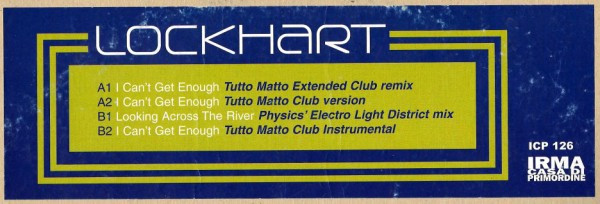 LOCKHART
A1 I Can't Get Enough Tutto Matto Extended Club remix
A2 I Can't Get Enough Tutto Matto Club version
B1 Looking Across The River Physics' Electro Light District mix
B2 I Can't Get Enough Tutto Matto Club Instrumental
ICP 126
IRMA
CASA DI
PRIMORDINE